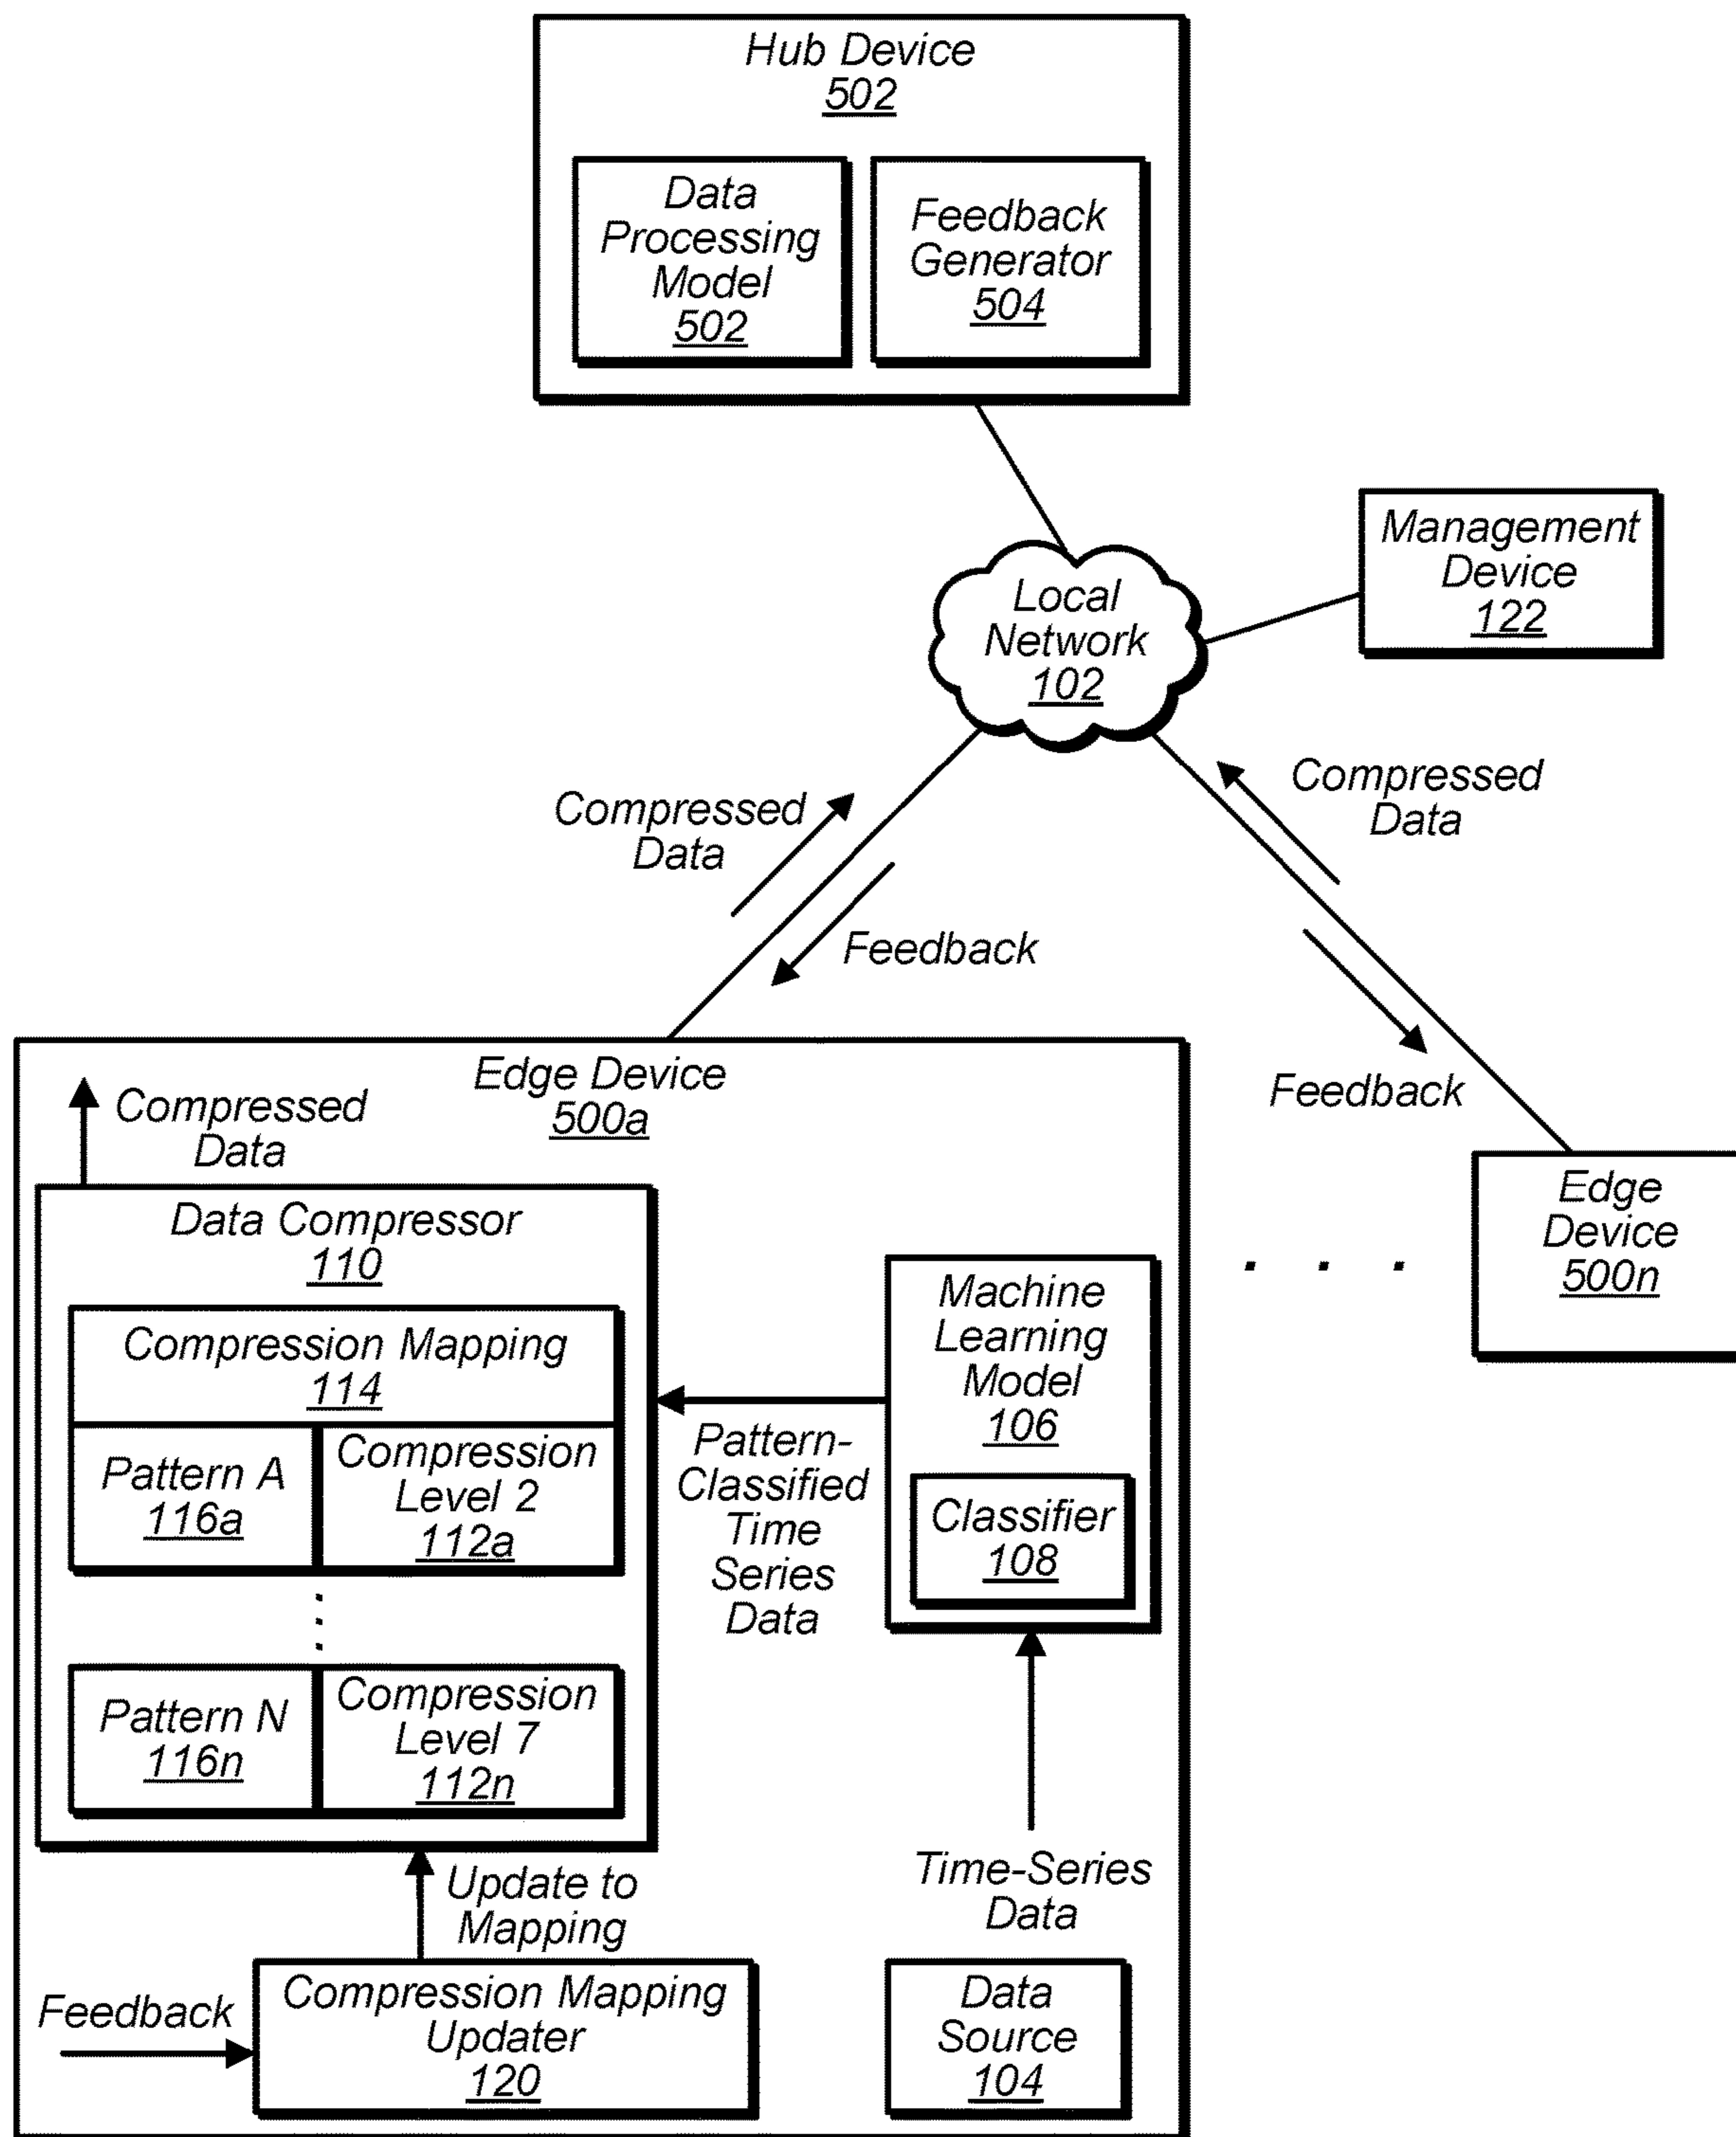 Hub Device
502
Data
Processing
Model
502
Feedback
Generator
504
Management
Device
122
Local
Network
102
Compressed
Data
Feedback
Compressed
Data
Feedback
Edge Device
500a
Compressed
Data
Data Compressor
110
Compression Mapping
114
Pattern A
116a
Compression
Level 2
112a
Pattern N
116n
Compression
Level 7
112n
Pattern-
Classified
Time
Series
Data
Machine
Learning
Model
106
Classifier
108
. . .
Edge
Device
500n
Update to
Mapping
Time-Series
Data
Feedback
Compression Mapping
Updater
120
Data
Source
104